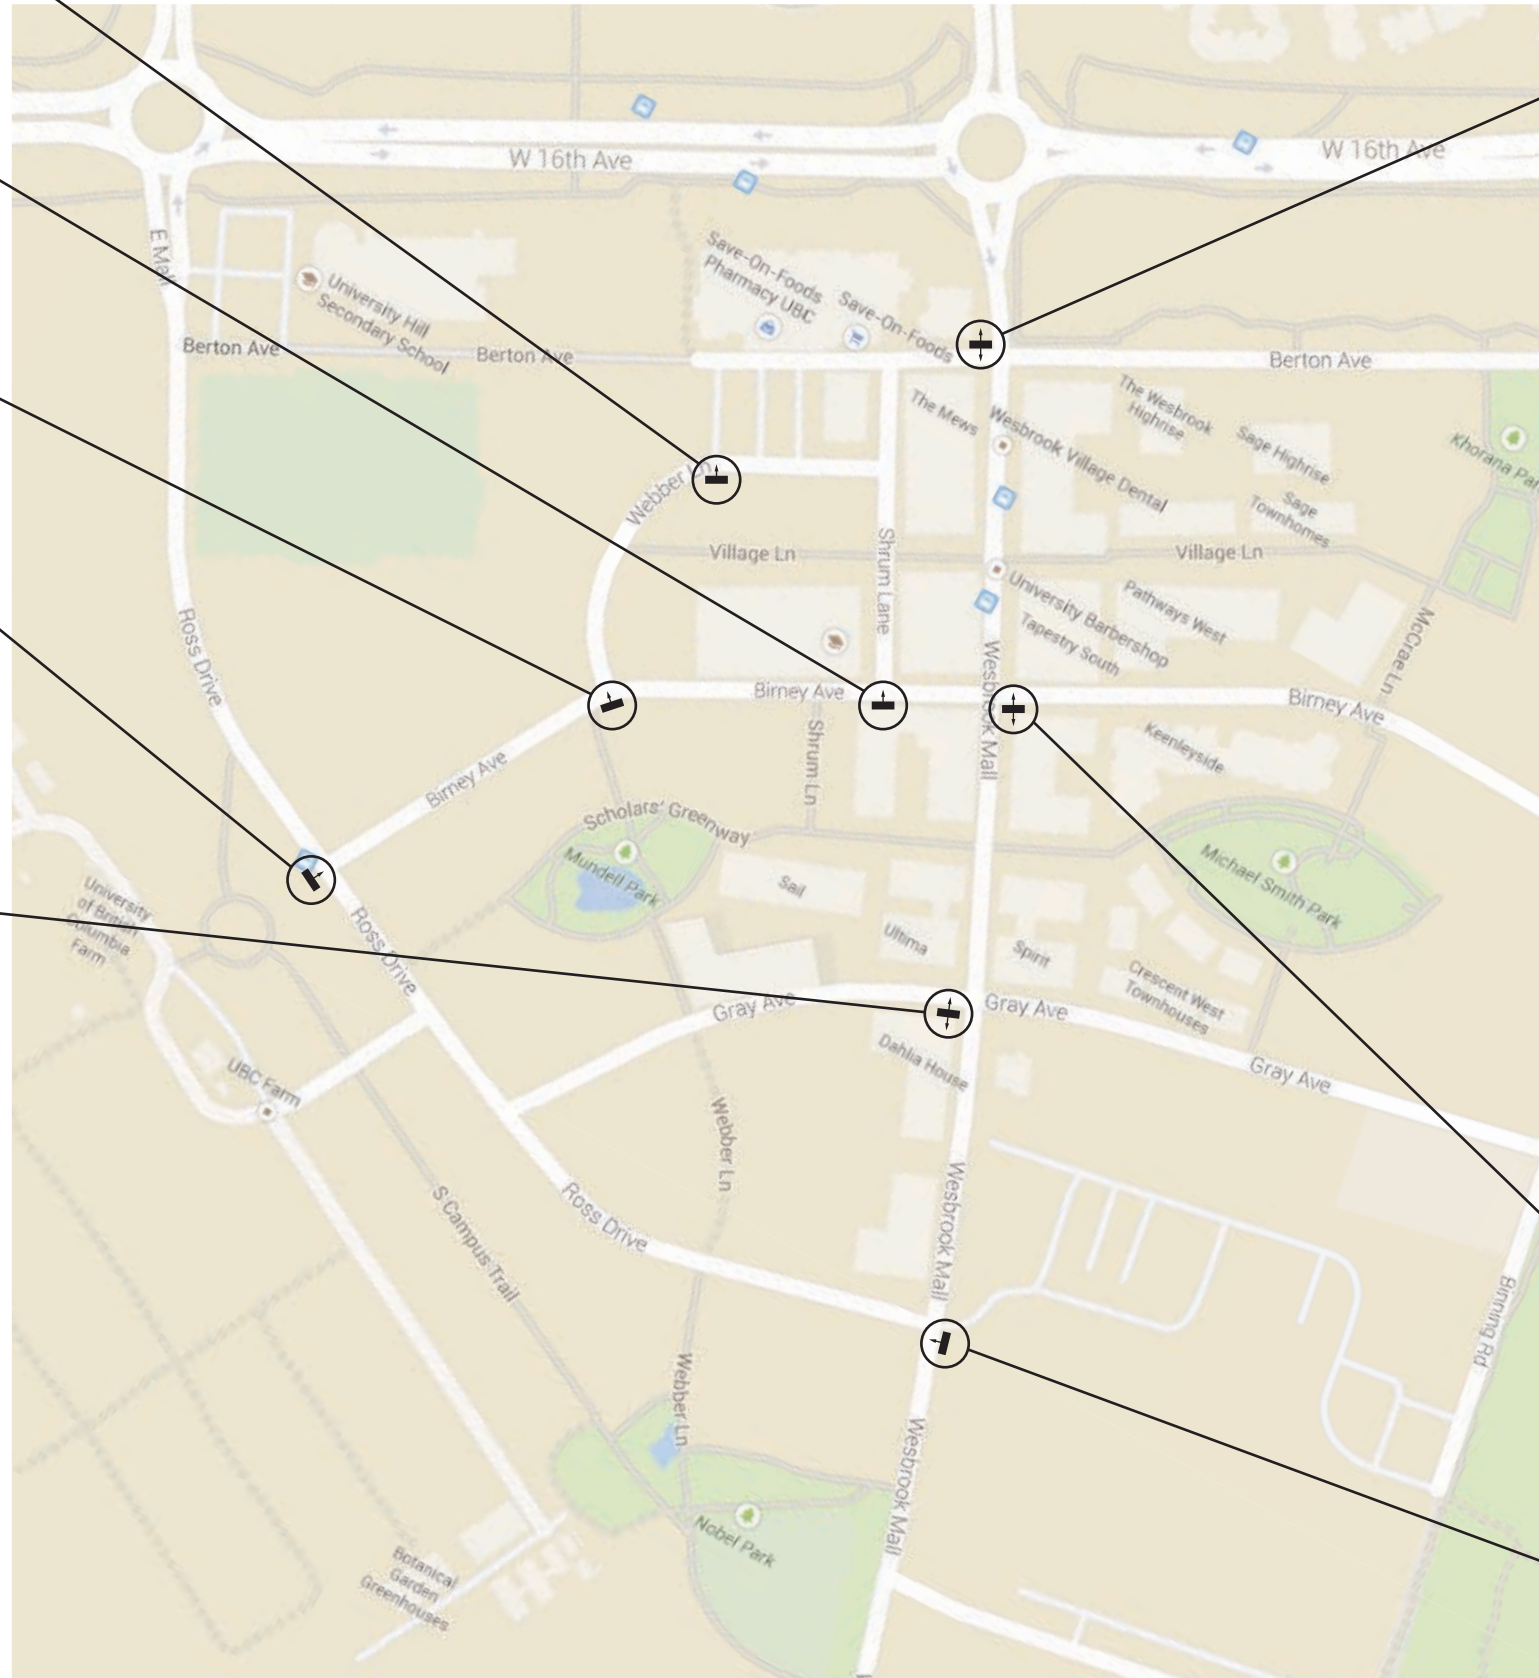 W 16th Ave
W 16th Ave
E Mall
University Hill
Secondary School
Save-On-Foods
Pharmacy UBC
Save-On-Foods
Berton Ave
Berton Ave
Berton Ave
The Mews
Wesbrook Village Dental
The Wesbrook
Highrise
Sage Highrise
Sage
Townhomes
Webber Ln
Village Ln
Village Ln
Shrum Lane
University Barbershop
Pathways West
Tapestry South
McCrae Ln
Ross Drive
Birney Ave
Birney Ave
Wesbrook Mall
Shrum Ln
Keenleyside
Birney Ave
Scholars' Greenway
Mundell Park
Michael Smith Park
Sail
Ultima
Spirit
Crescent West
Townhouses
University
of British
Columbia
Farm
Ross Drive
Gray Ave
Gray Ave
Gray Ave
Dahlia House
UBC Farm
Webber Ln
S Campus Trail
Ross Drive
Wesbrook Mall
Binning Rd
Webber Ln
Wesbrook Mall
Nobel Park
Botanical
Garden
Greenhouses